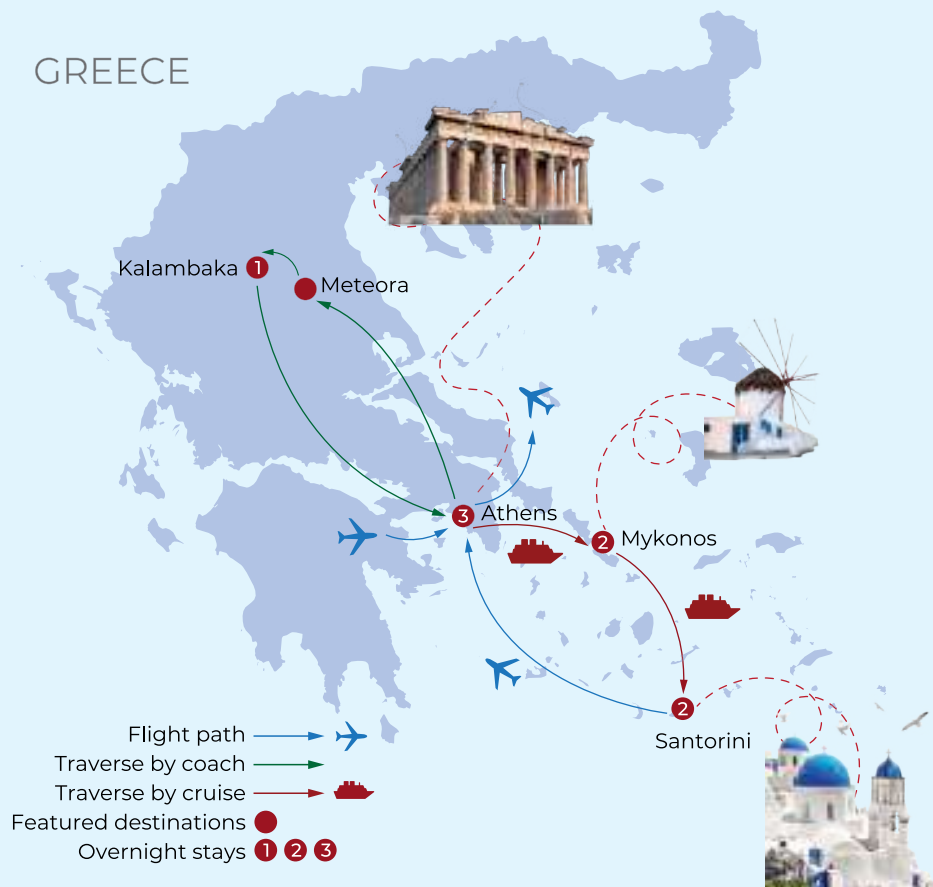 GREECE
Kalambaka 1
Meteora
3 Athens
2 Mykonos
2
Santorini
Flight path
Traverse by coach
Traverse by cruise
Featured destinations
Overnight stays 1 2 3